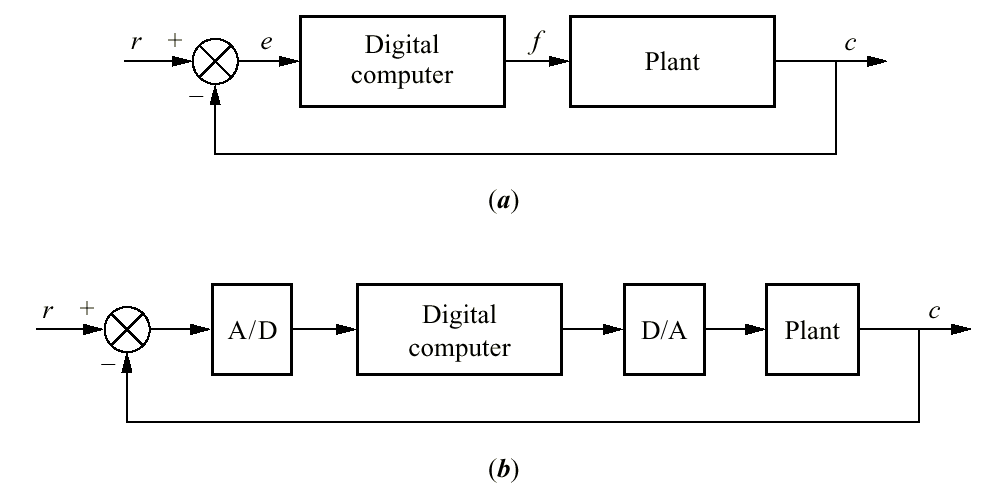 r + e Digital computer f Plant c
−
(a)
r + A/D Digital computer D/A Plant c
−
(b)